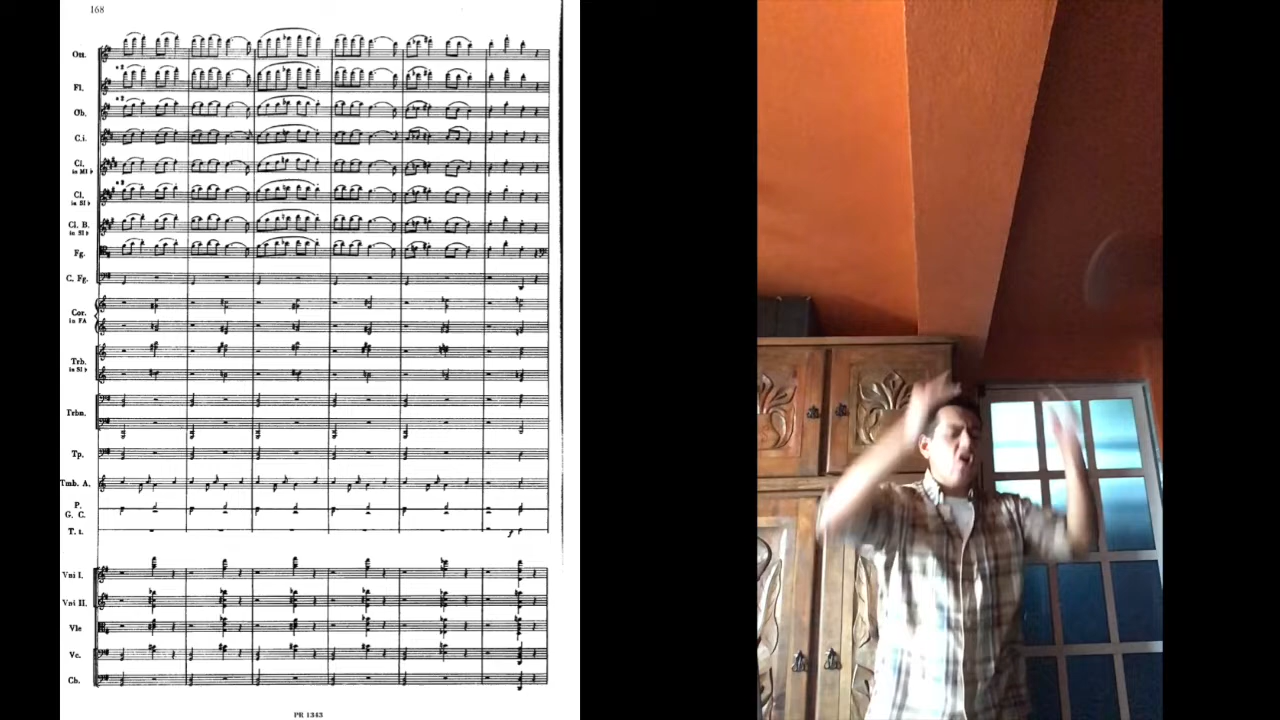 168
Ott.
Fl.
Ob.
C.i.
Cl.
in MI♭
Cl.
in SI♭
Cl. B.
in SI♭
Fg.
C. Fg.
Cor.
in FA
Trb.
in SI♭
Trbn.
Tp.
Tmb. A.
P.
G. C.
T. t.
f
Vni I.
Vni II.
Vle
Vc.
Cb.
PR 1343